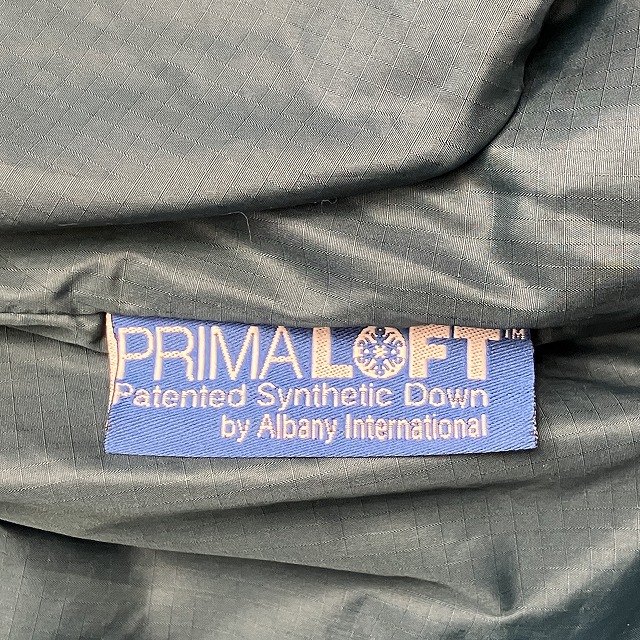 PRIMALOFT™
Patented Synthetic Down
by Albany International